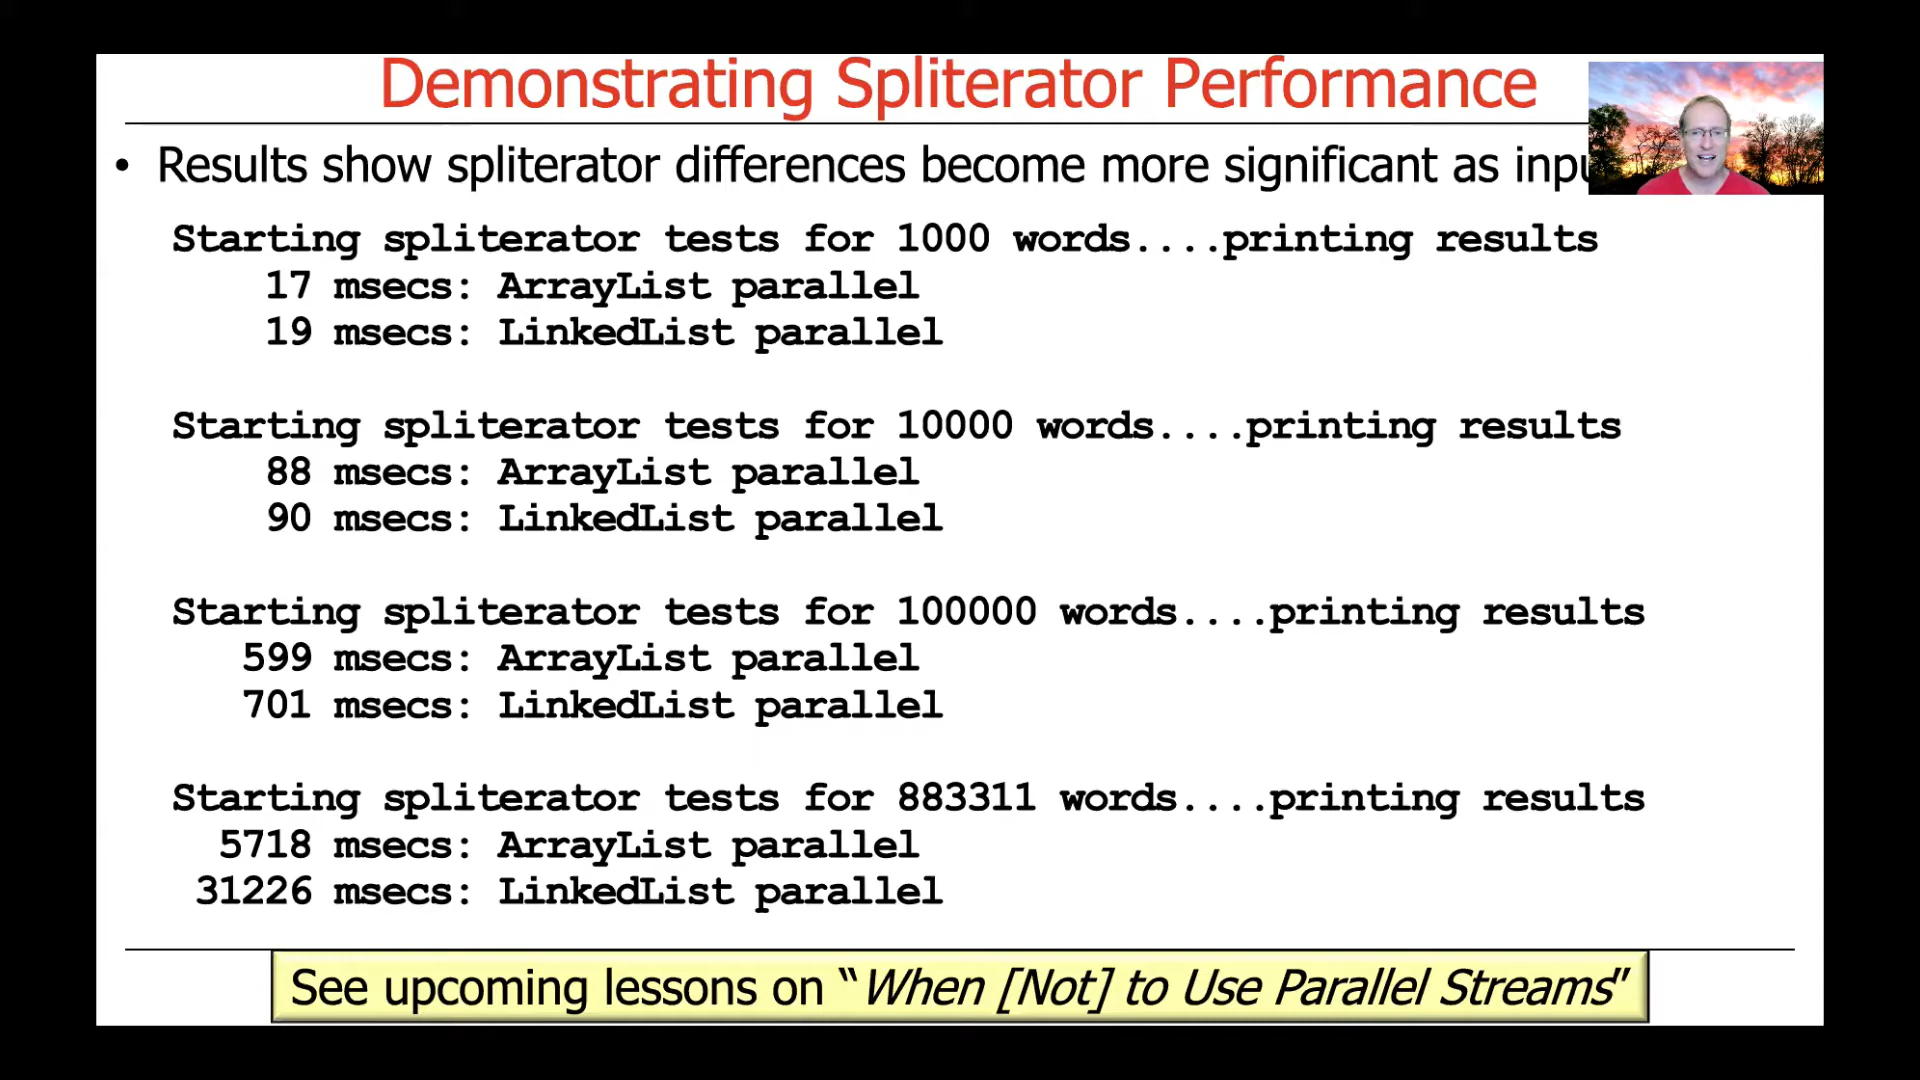 Demonstrating Spliterator Performance
• Results show spliterator differences become more significant as
Starting spliterator tests for 1000 words....printing results
17 msecs: ArrayList parallel
19 msecs: LinkedList parallel
Starting spliterator tests for 10000 words....printing results
88 msecs: ArrayList parallel
90 msecs: LinkedList parallel
Starting spliterator tests for 100000 words....printing results
599 msecs: ArrayList parallel
701 msecs: LinkedList parallel
Starting spliterator tests for 883311 words....printing results
5718 msecs: ArrayList parallel
31226 msecs: LinkedList parallel
See upcoming lessons on “When [Not] to Use Parallel Streams”